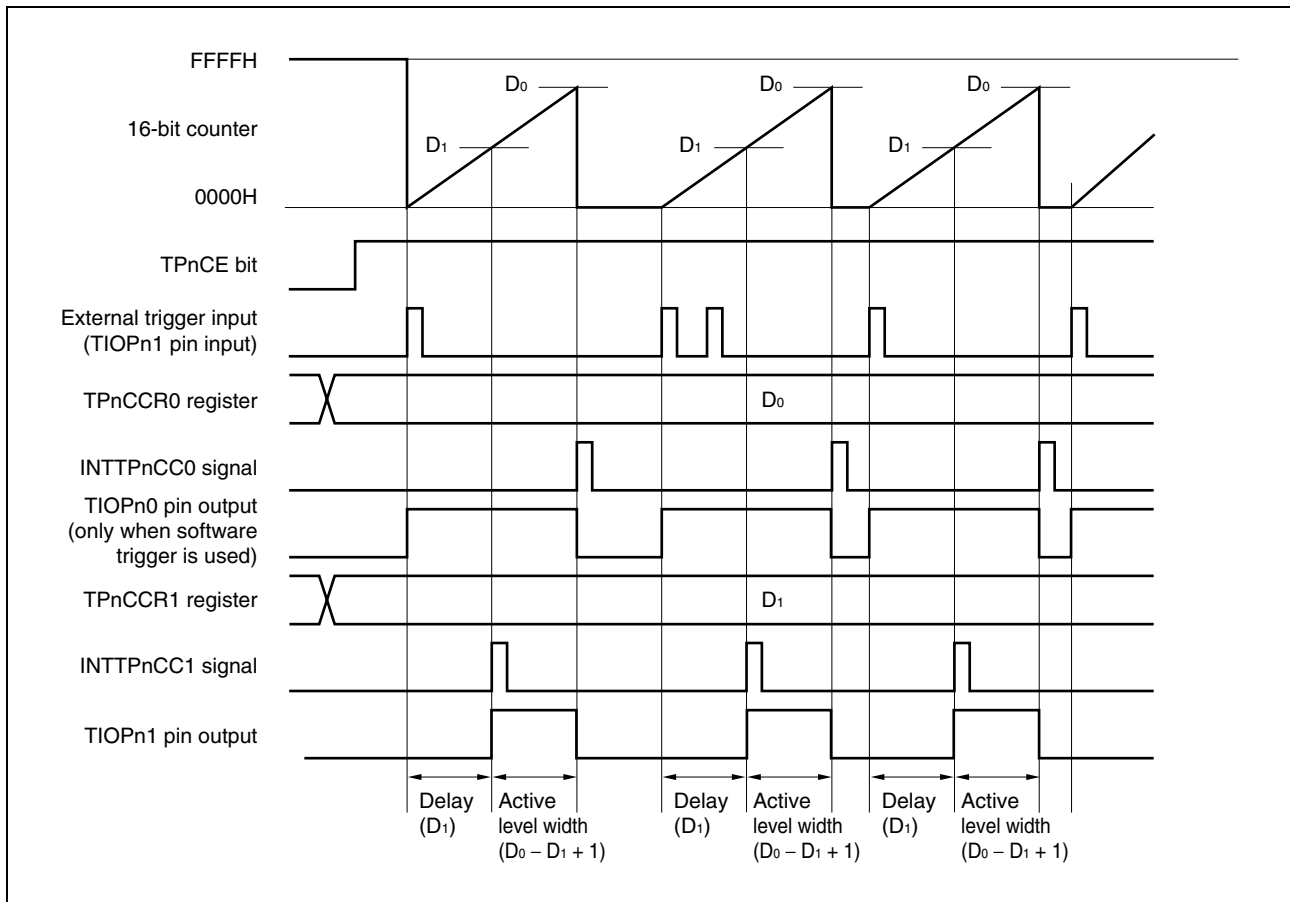 FFFFH
D0
D0
D0
16-bit counter
D1
D1
D1
0000H
TPnCE bit
External trigger input
(TIOPn1 pin input)
TPnCCR0 register
D0
INTTPnCC0 signal
TIOPn0 pin output
(only when software
trigger is used)
TPnCCR1 register
D1
INTTPnCC1 signal
TIOPn1 pin output
Delay
(D1)
Active
level width
(D0 – D1 + 1)
Delay
(D1)
Active
level width
(D0 – D1 + 1)
Delay
(D1)
Active
level width
(D0 – D1 + 1)